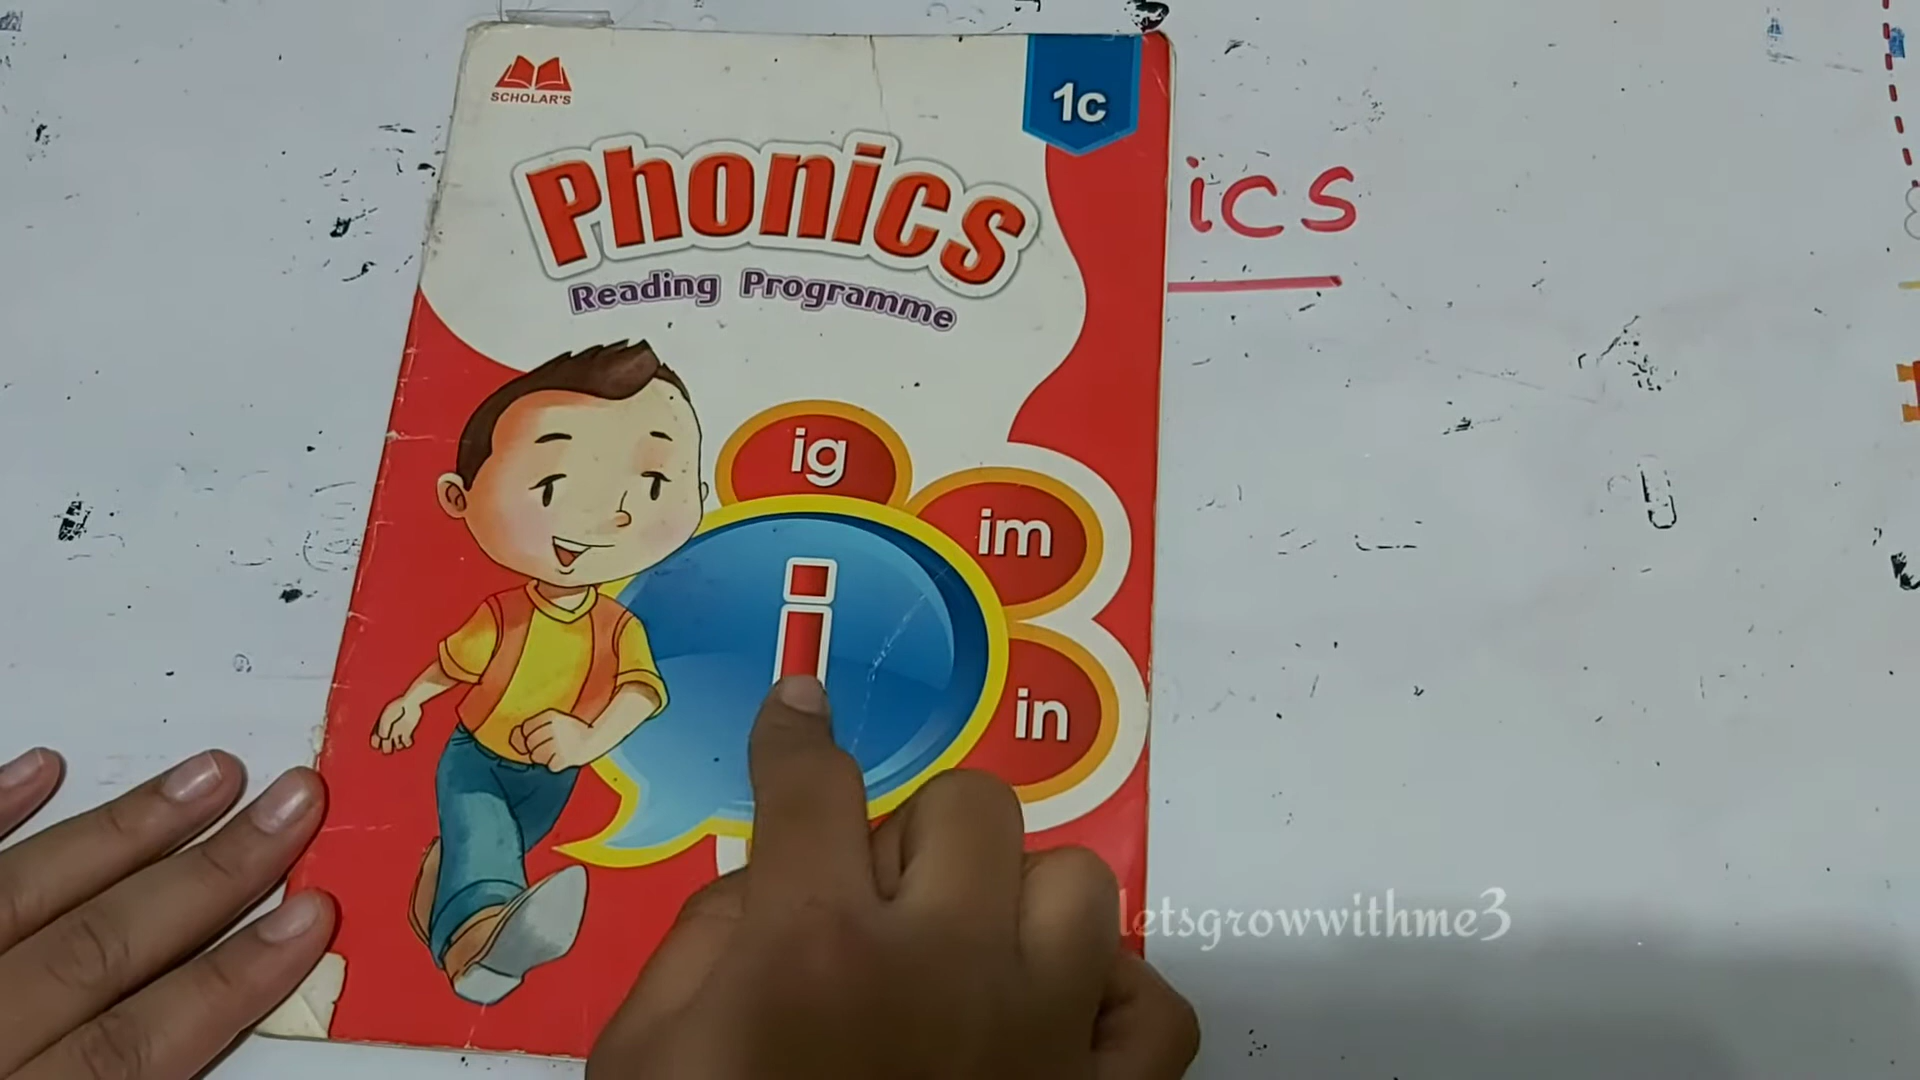 SCHOLAR'S
1c
Phonics
ics
Reading Programme
ig
im
i
in
letsgrowwithme3